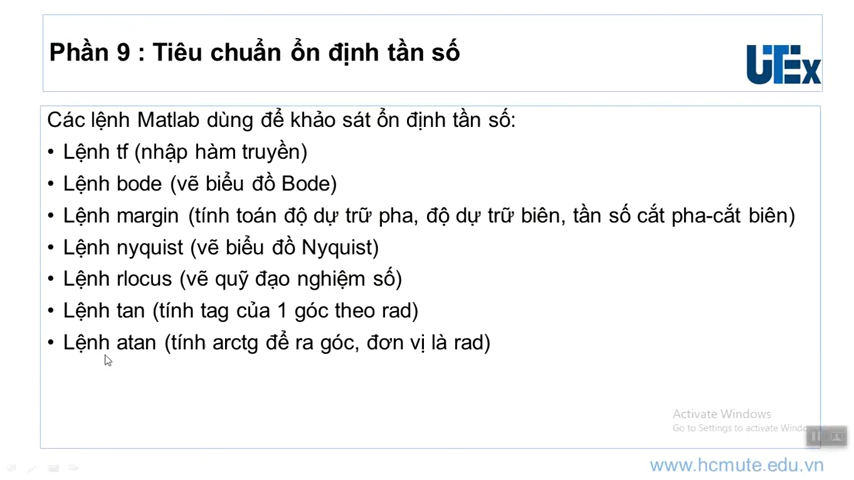 Phần 9 : Tiêu chuẩn ổn định tần số
UTEx
Các lệnh Matlab dùng để khảo sát ổn định tần số:
• Lệnh tf (nhập hàm truyền)
• Lệnh bode (vẽ biểu đồ Bode)
• Lệnh margin (tính toán độ dự trữ pha, độ dự trữ biên, tần số cắt pha-cắt biên)
• Lệnh nyquist (vẽ biểu đồ Nyquist)
• Lệnh rlocus (vẽ quỹ đạo nghiệm số)
• Lệnh tan (tính tag của 1 góc theo rad)
• Lệnh atan (tính arctg để ra góc, đơn vị là rad)
Activate Windows
Go to Settings to activate Windo
www.hcmute.edu.vn